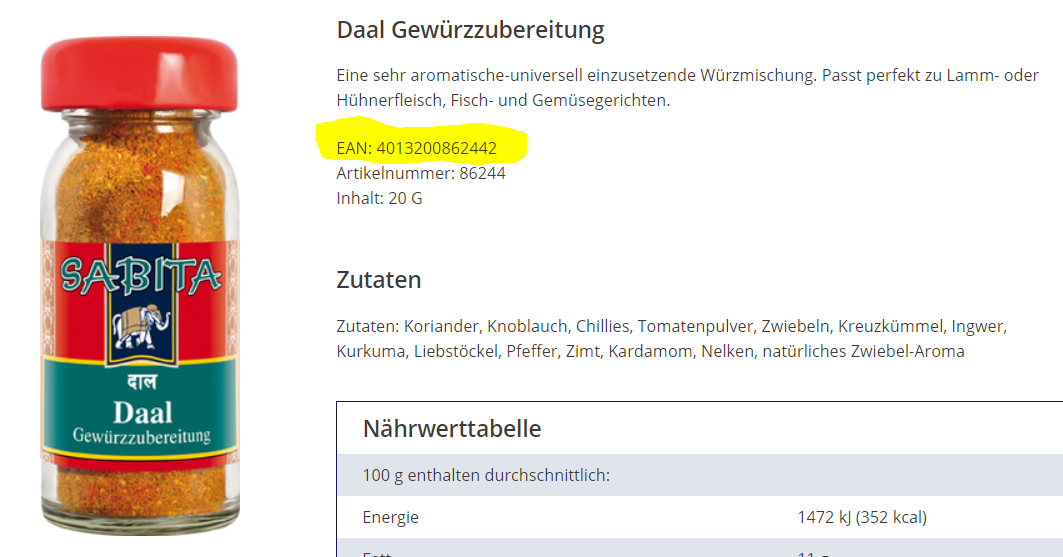 Daal Gewürzzubereitung
Eine sehr aromatische-universell einzusetzende Würzmischung. Passt perfekt zu Lamm- oder
Hühnerfleisch, Fisch- und Gemüsegerichten.
EAN: 4013200862442
Artikelnummer: 86244
Inhalt: 20 G
SABITA
दाल
Daal
Gewürzzubereitung
Zutaten
Zutaten: Koriander, Knoblauch, Chillies, Tomatenpulver, Zwiebeln, Kreuzkümmel, Ingwer,
Kurkuma, Liebstöckel, Pfeffer, Zimt, Kardamom, Nelken, natürliches Zwiebel-Aroma
Nährwerttabelle
100 g enthalten durchschnittlich:
Energie 1472 kJ (352 kcal)